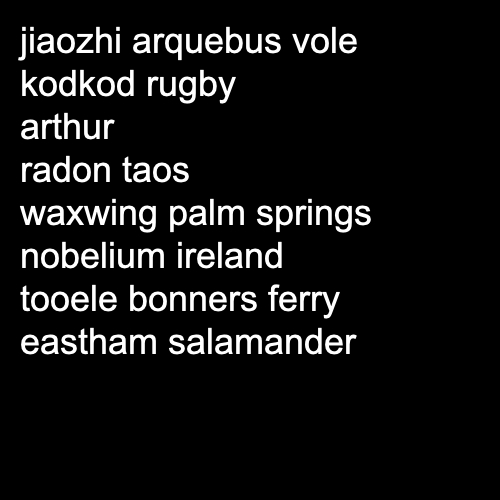 jiaozhi arquebus vole
kodkod rugby
arthur
radon taos
waxwing palm springs
nobelium ireland
tooele bonners ferry
eastham salamander